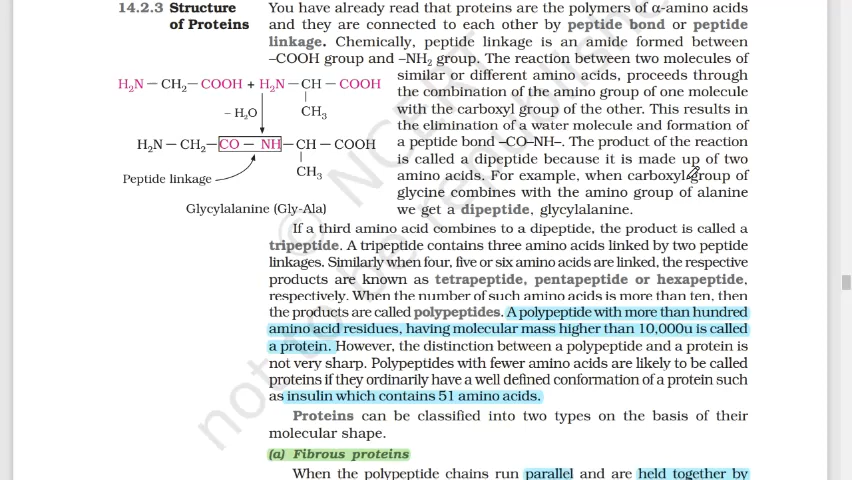 14.2.3 Structure
of Proteins
You have already read that proteins are the polymers of α-amino acids
and they are connected to each other by peptide bond or peptide
linkage. Chemically, peptide linkage is an amide formed between
–COOH group and –NH₂ group. The reaction between two molecules of
similar or different amino acids, proceeds through
the combination of the amino group of one molecule
with the carboxyl group of the other. This results in
the elimination of a water molecule and formation of
a peptide bond –CO–NH–. The product of the reaction
is called a dipeptide because it is made up of two
amino acids. For example, when carboxyl group of
glycine combines with the amino group of alanine
we get a dipeptide, glycylalanine.
H₂N – CH₂ – COOH + H₂N – CH – COOH
CH₃
– H₂O
H₂N – CH₂ – CO – NH – CH – COOH
CH₃
Peptide linkage
Glycylalanine (Gly-Ala)
If a third amino acid combines to a dipeptide, the product is called a
tripeptide. A tripeptide contains three amino acids linked by two peptide
linkages. Similarly when four, five or six amino acids are linked, the respective
products are known as tetrapeptide, pentapeptide or hexapeptide,
respectively. When the number of such amino acids is more than ten, then
the products are called polypeptides. A polypeptide with more than hundred
amino acid residues, having molecular mass higher than 10,000u is called
a protein. However, the distinction between a polypeptide and a protein is
not very sharp. Polypeptides with fewer amino acids are likely to be called
proteins if they ordinarily have a well defined conformation of a protein such
as insulin which contains 51 amino acids.
Proteins can be classified into two types on the basis of their
molecular shape.
(a) Fibrous proteins
When the polypeptide chains run parallel and are held together by
© NCERT
not to be republished